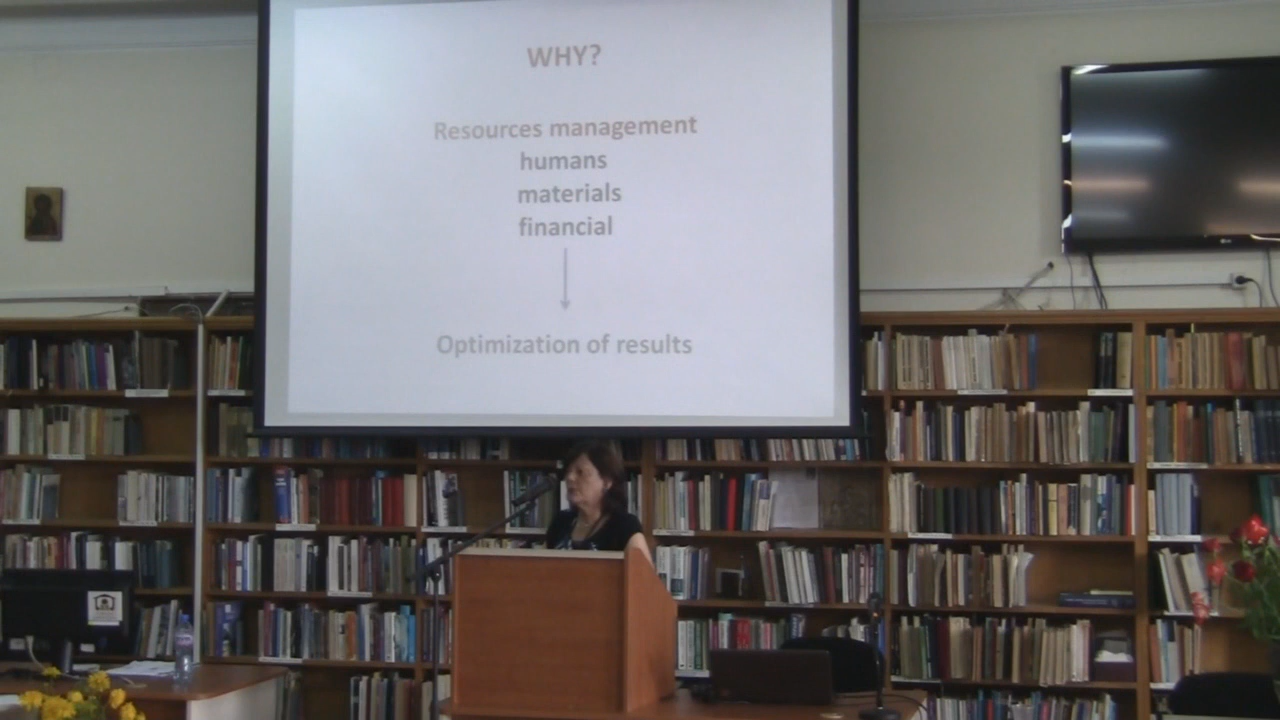 WHY?
Resources management
humans
materials
financial
Optimization of results